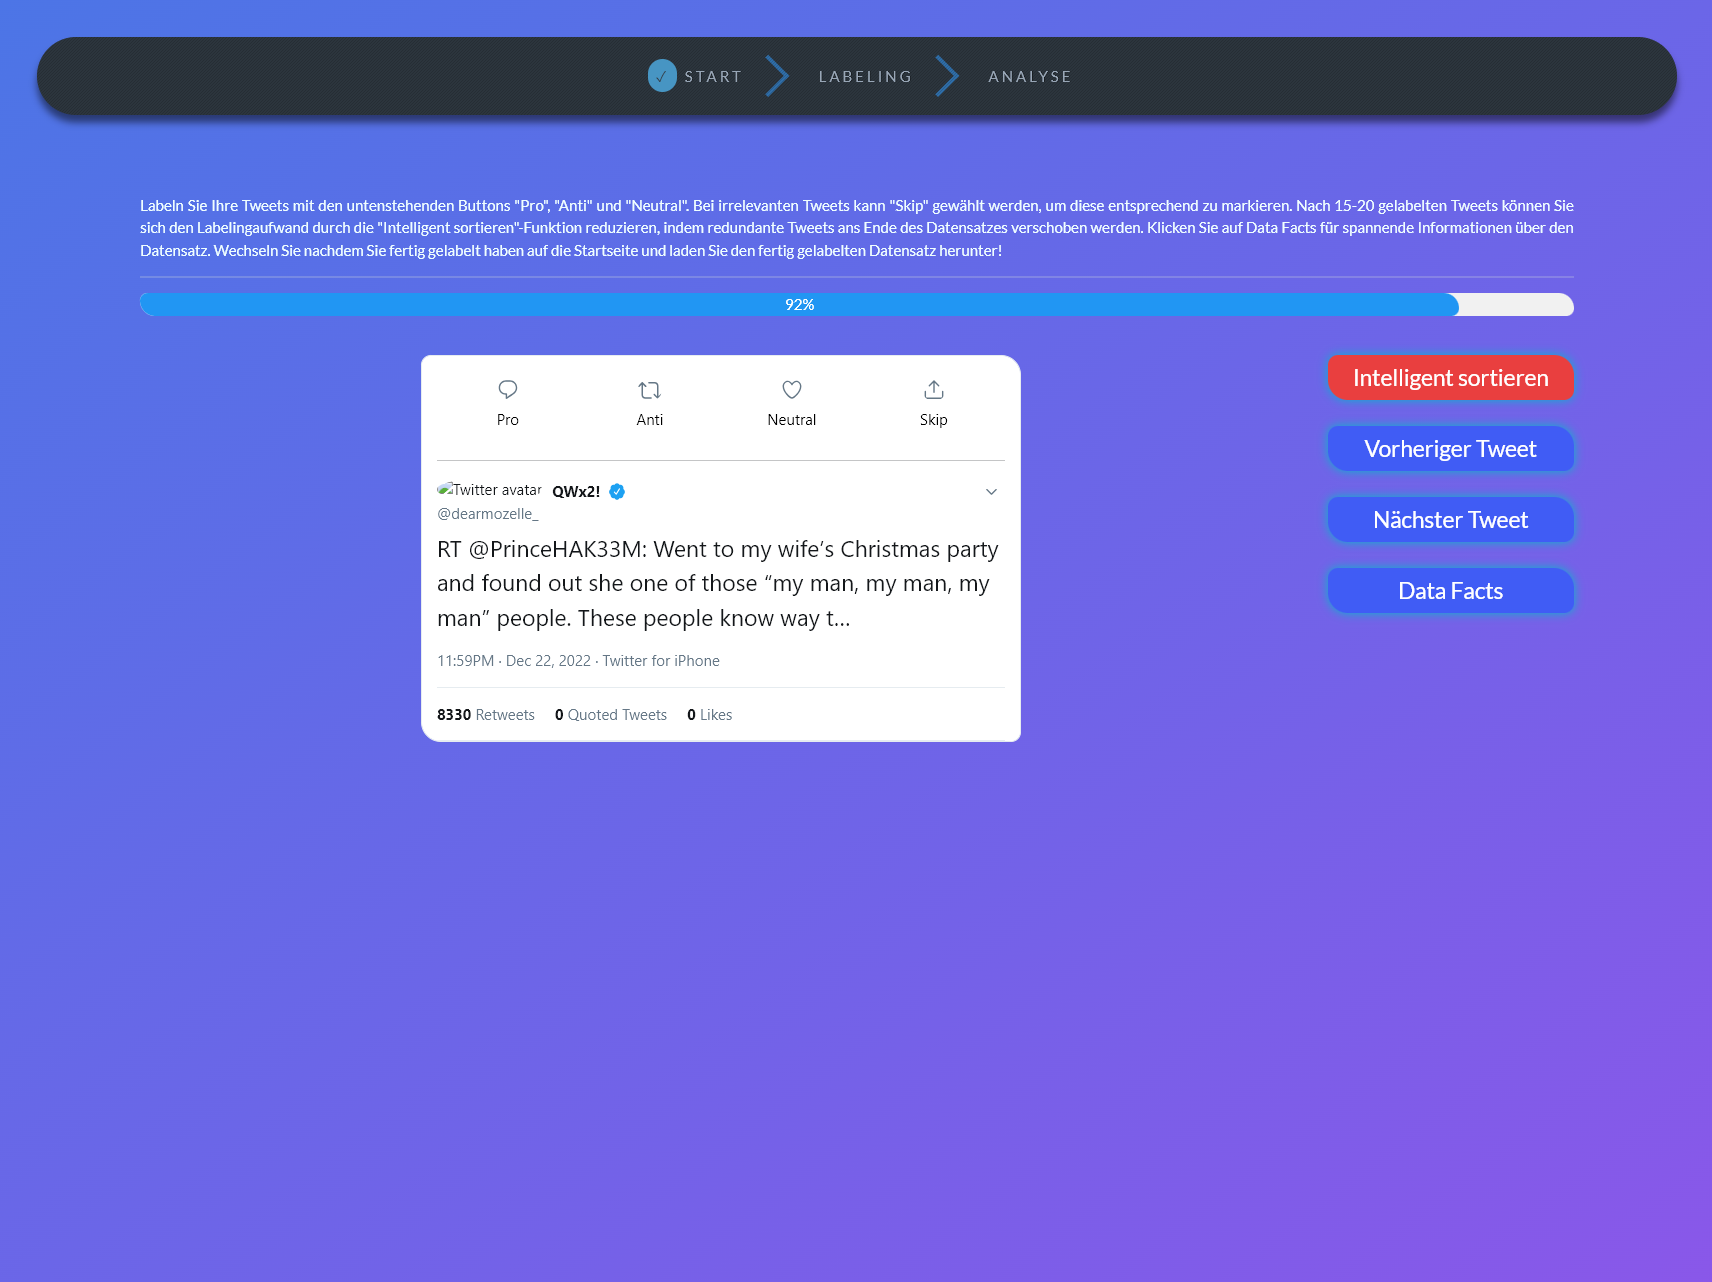 ✓ START LABELING ANALYSE
Labeln Sie Ihre Tweets mit den untenstehenden Buttons "Pro", "Anti" und "Neutral". Bei irrelevanten Tweets kann "Skip" gewählt werden, um diese entsprechend zu markieren. Nach 15-20 gelabelten Tweets können Sie
sich den Labelingaufwand durch die "Intelligent sortieren"-Funktion reduzieren, indem redundante Tweets ans Ende des Datensatzes verschoben werden. Klicken Sie auf Data Facts für spannende Informationen über den
Datensatz. Wechseln Sie nachdem Sie fertig gelabelt haben auf die Startseite und laden Sie den fertig gelabelten Datensatz herunter!
92%
Pro Anti Neutral Skip
Twitter avatar QWx2!
@dearmozelle_
RT @PrinceHAK33M: Went to my wife’s Christmas party
and found out she one of those “my man, my man, my
man” people. These people know way t…
11:59PM · Dec 22, 2022 · Twitter for iPhone
8330 Retweets 0 Quoted Tweets 0 Likes
Intelligent sortieren
Vorheriger Tweet
Nächster Tweet
Data Facts